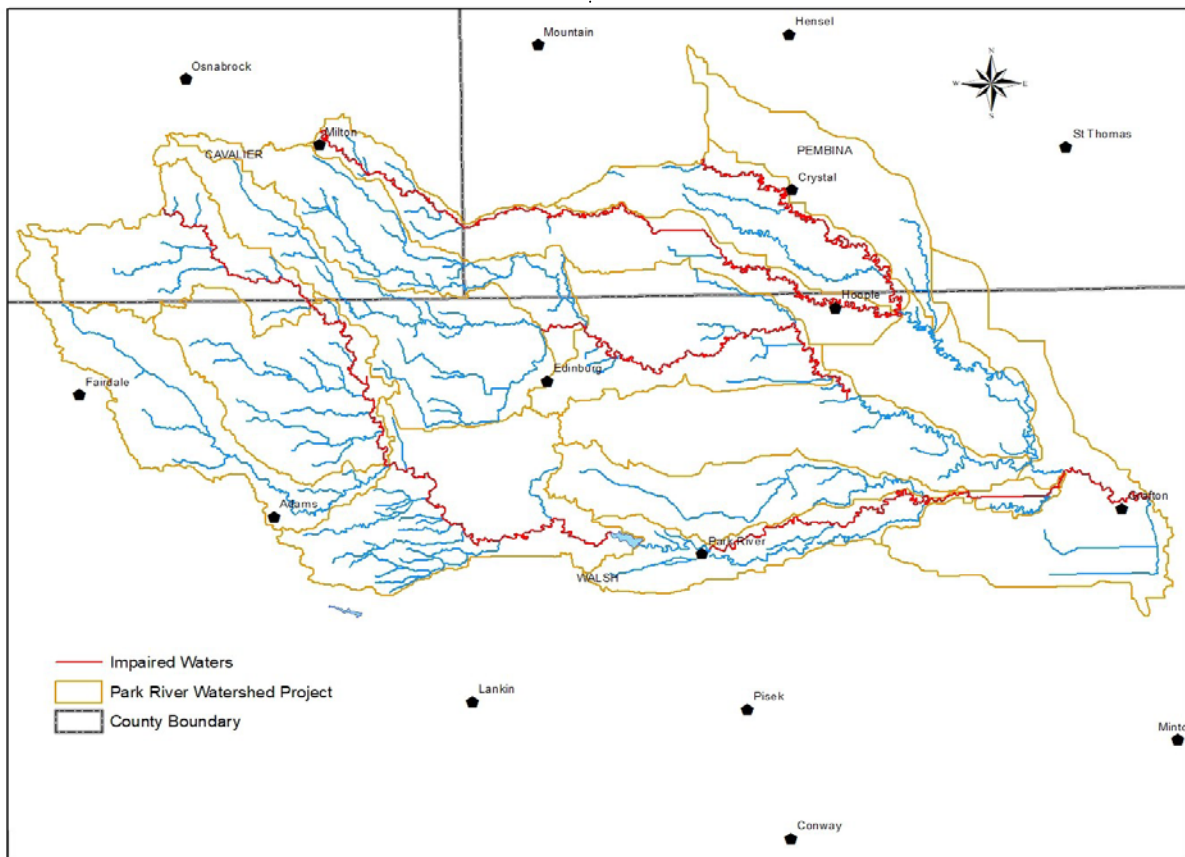 Hensel
Mountain
Osnabrock
N
W E
St Thomas
Milton
CAVALIER
PEMBINA
Crystal
Hoople
Edinburg
Fairdale
Adams
Grafton
Park River
WALSH
Impaired Waters
Park River Watershed Project
County Boundary
Lankin
Pisek
Minto
Conway